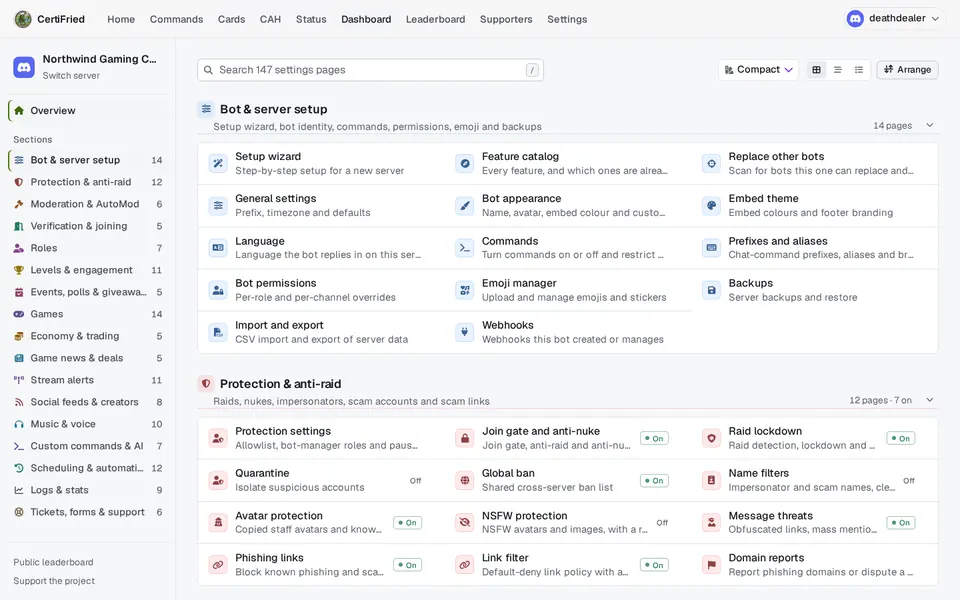 CertiFried
Home
Commands
Cards
CAH
Status
Dashboard
Leaderboard
Supporters
Settings
deathdealer
Northwind Gaming C...
Switch server
Overview
Sections
Bot & server setup 14
Protection & anti-raid 12
Moderation & AutoMod 6
Verification & joining 5
Roles 7
Levels & engagement 11
Events, polls & giveawa... 5
Games 14
Economy & trading 5
Game news & deals 5
Stream alerts 11
Social feeds & creators 8
Music & voice 10
Custom commands & AI 7
Scheduling & automati... 12
Logs & stats 9
Tickets, forms & support 6
Public leaderboard
Support the project
Search 147 settings pages /
Compact
Arrange
Bot & server setup
Setup wizard, bot identity, commands, permissions, emoji and backups
14 pages
Setup wizard
Step-by-step setup for a new server
Feature catalog
Every feature, and which ones are alrea...
Replace other bots
Scan for bots this one can replace and...
General settings
Prefix, timezone and defaults
Bot appearance
Name, avatar, embed colour and custo...
Embed theme
Embed colours and footer branding
Language
Language the bot replies in on this ser...
Commands
Turn commands on or off and restrict ...
Prefixes and aliases
Chat-command prefixes, aliases and br...
Bot permissions
Per-role and per-channel overrides
Emoji manager
Upload and manage emojis and stickers
Backups
Server backups and restore
Import and export
CSV import and export of server data
Webhooks
Webhooks this bot created or manages
Protection & anti-raid
Raids, nukes, impersonators, scam accounts and scam links
12 pages · 7 on
Protection settings
Allowlist, bot-manager roles and paus...
Join gate and anti-nuke
Join gate, anti-raid and anti-nu...
On
Raid lockdown
Raid detection, lockdown and ...
On
Quarantine
Isolate suspicious accounts
Off
Global ban
Shared cross-server ban list
On
Name filters
Impersonator and scam names, cle...
Off
Avatar protection
Copied staff avatars and know...
On
NSFW protection
NSFW avatars and images, with a r...
Off
Message threats
Obfuscated links, mass mentio...
On
Phishing links
Block known phishing and sca...
On
Link filter
Default-deny link policy with a...
On
Domain reports
Report phishing domains or dispute a ...